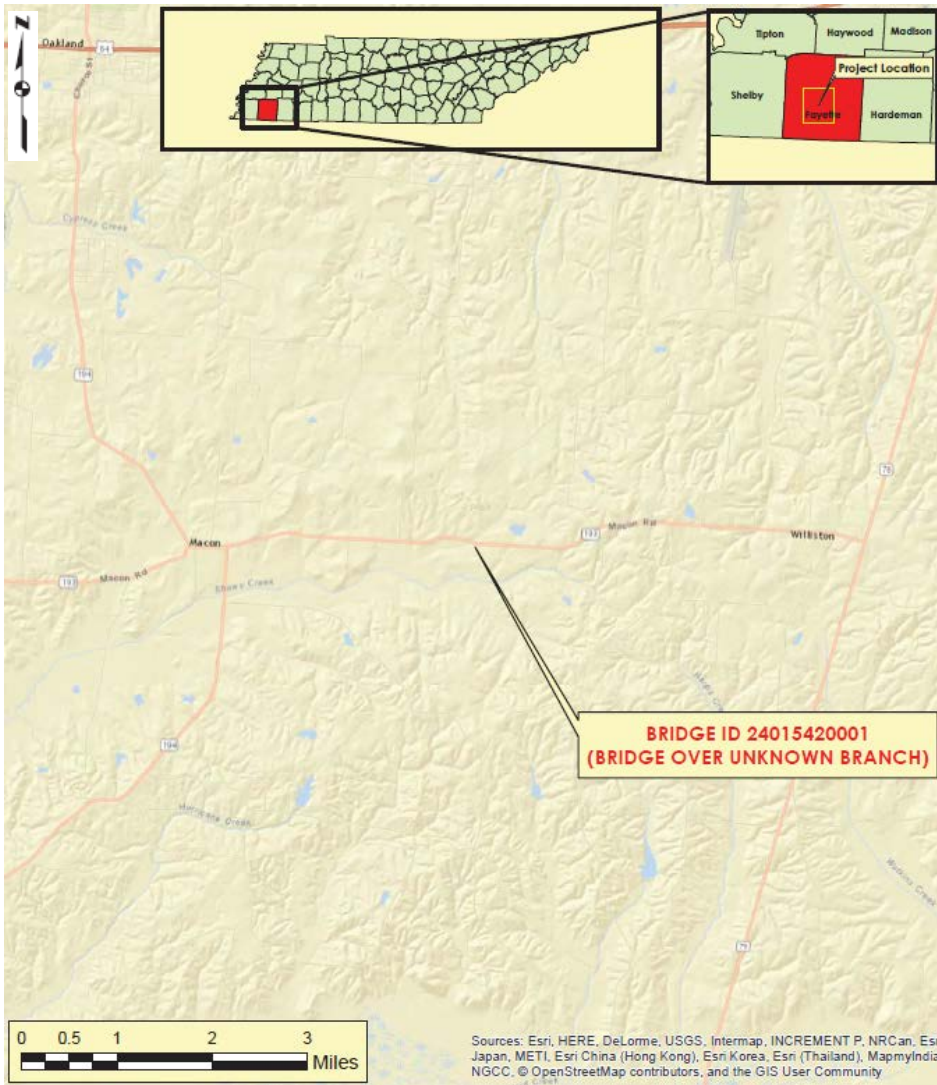 N
Oakland
64
Tipton
Haywood
Madison
Project Location
Shelby
Fayette
Hardeman
Cypress Creek
194
76
Macon Rd
193
Williston
Macon
193
Macon Rd
Shaws Creek
BRIDGE ID 24015420001
(BRIDGE OVER UNKNOWN BRANCH)
194
Hurricane Creek
Watkins Creek
0 0.5 1 2 3
Miles
Sources: Esri, HERE, DeLorme, USGS, Intermap, INCREMENT P, NRCan, Esri
Japan, METI, Esri China (Hong Kong), Esri Korea, Esri (Thailand), MapmyIndia,
NGCC, © OpenStreetMap contributors, and the GIS User Community